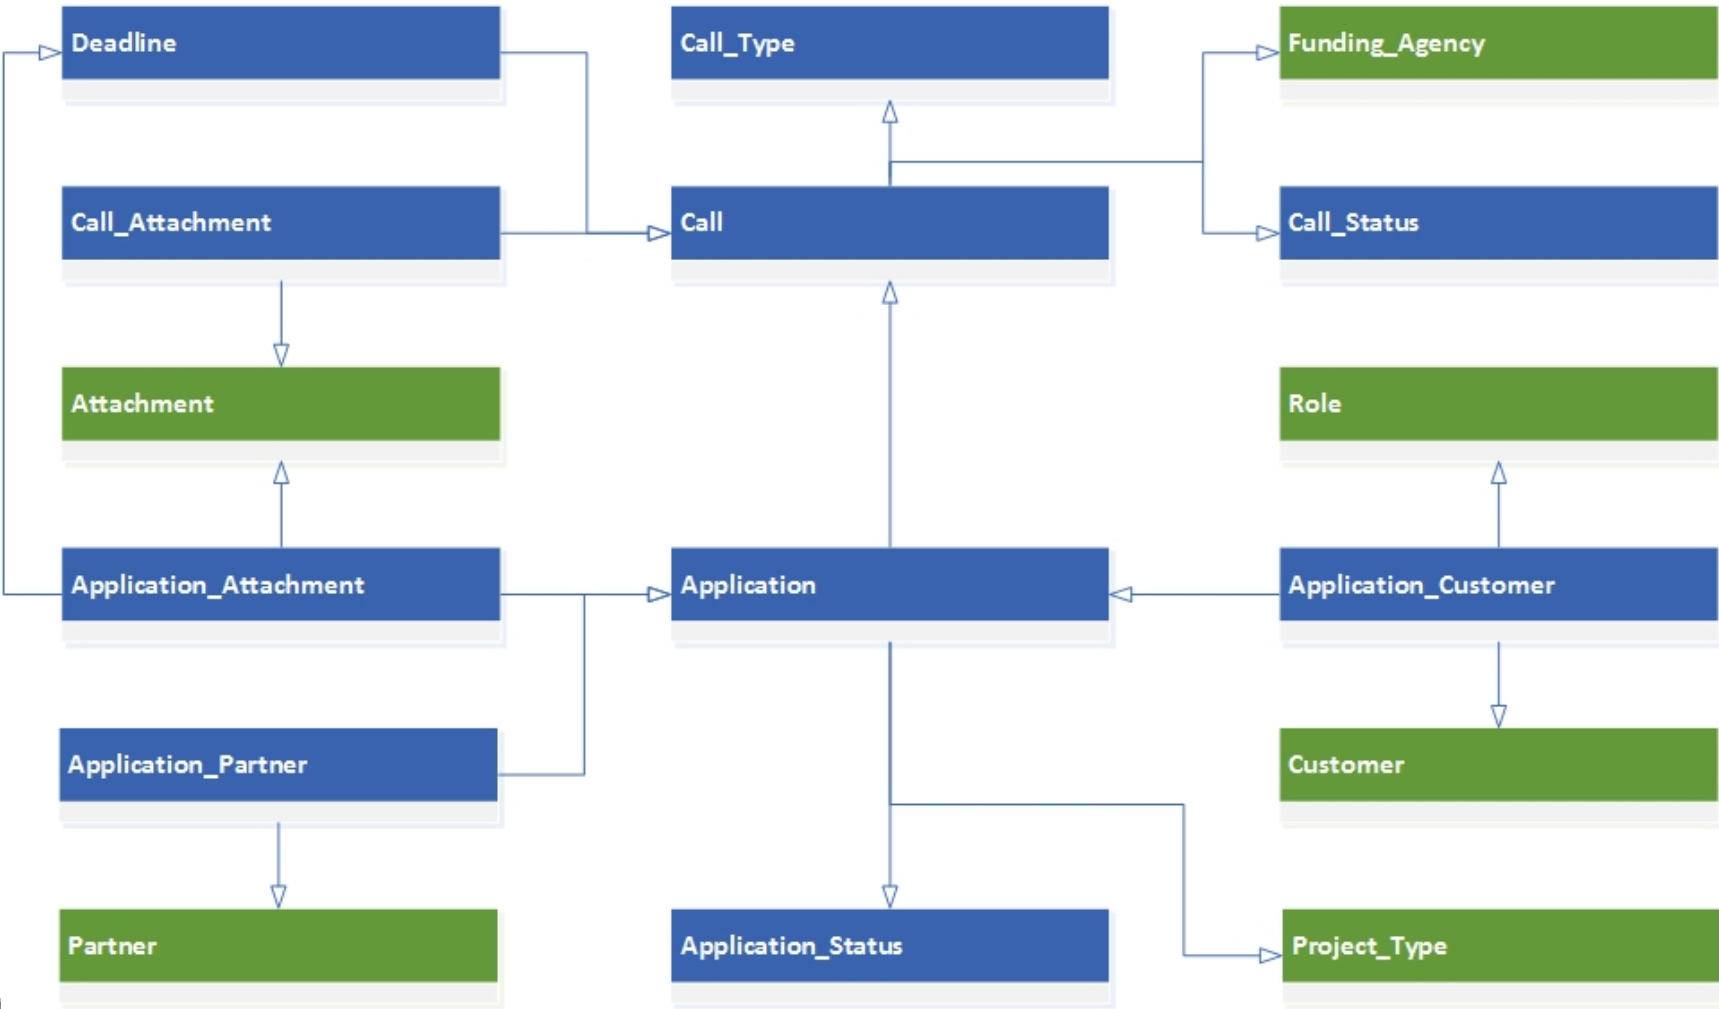 Deadline
Call_Type
Funding_Agency
Call_Attachment
Call
Call_Status
Attachment
Role
Application_Attachment
Application
Application_Customer
Application_Partner
Customer
Partner
Application_Status
Project_Type